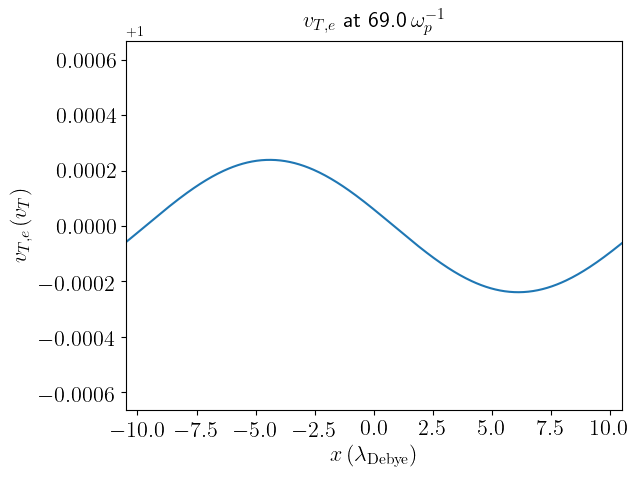 v_{T,e} at 69.0 ω_p^{-1}
+1
0.0006
0.0004
0.0002
0.0000
−0.0002
−0.0004
−0.0006
v_{T,e} (v_T)
−10.0 −7.5 −5.0 −2.5 0.0 2.5 5.0 7.5 10.0
x (λ_{Debye})